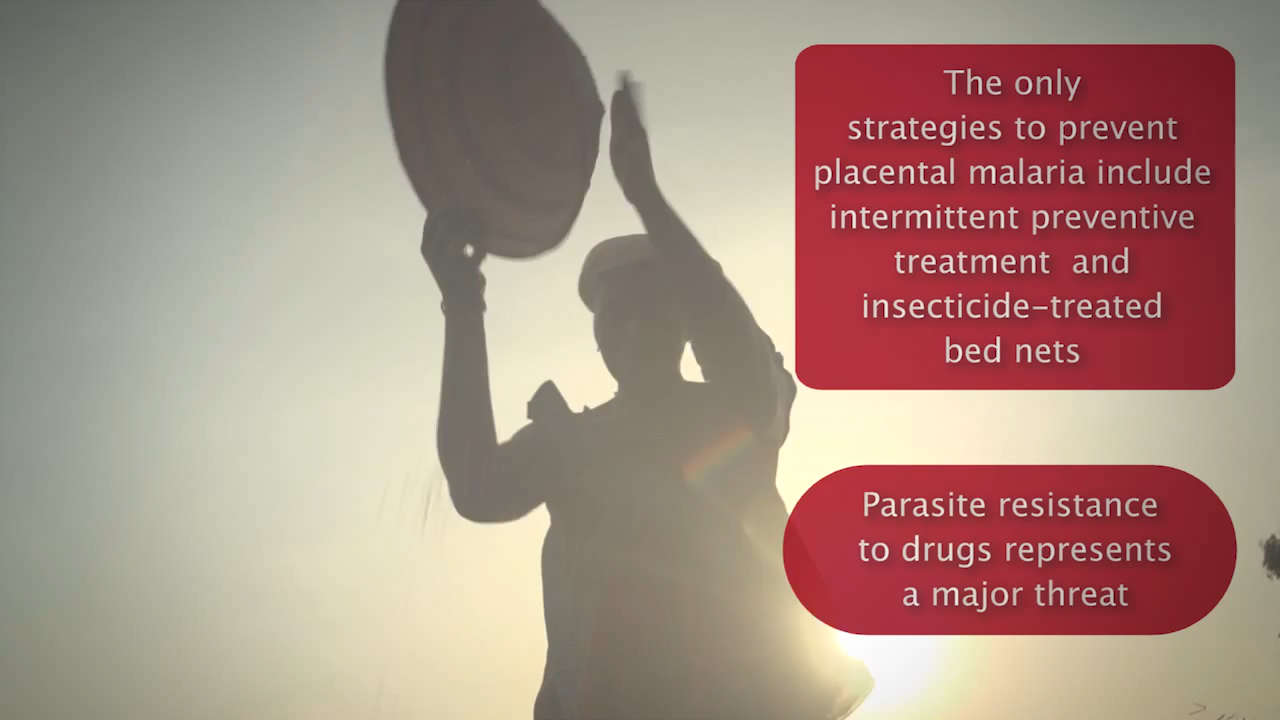 The only
strategies to prevent
placental malaria include
intermittent preventive
treatment and
insecticide-treated
bed nets
Parasite resistance
to drugs represents
a major threat